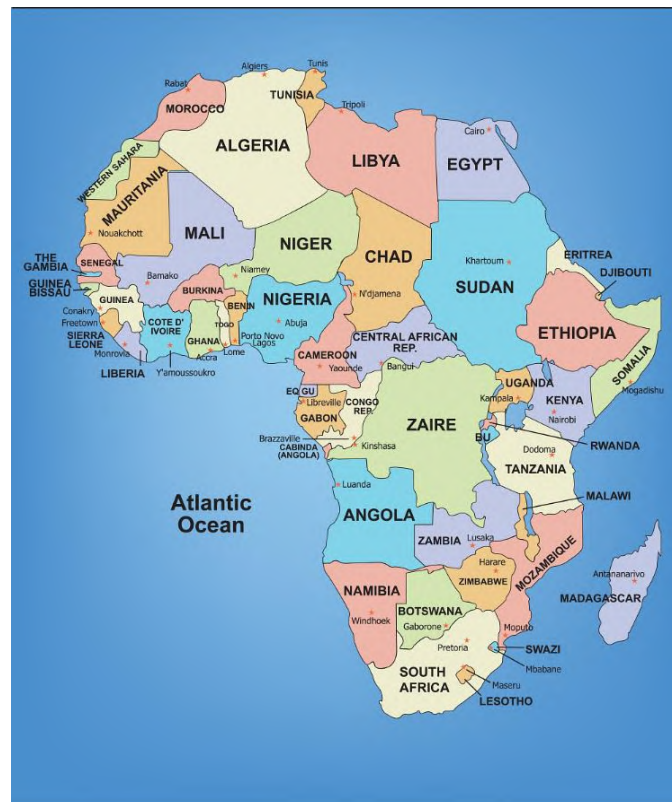 Algiers
Tunis
Rabat
TUNISIA
MOROCCO
Tripoli
ALGERIA
Cairo
LIBYA
EGYPT
WESTERN SAHARA
MAURITANIA
Nouakchott
MALI
NIGER
CHAD
Khartoum
SUDAN
ERITREA
DJIBOUTI
THE
GAMBIA
SENEGAL
GUINEA
BISSAU
Bamako
Niamey
BURKINA
N'djamena
GUINEA
Conakry
Freetown
SIERRA
LEONE
Monrovia
LIBERIA
COTE D'
IVOIRE
Y'amoussoukro
GHANA
Accra
TOGO
Lome
BENIN
Porto Novo
Lagos
NIGERIA
Abuja
ETHIOPIA
SOMALIA
Mogadishu
CENTRAL AFRICAN
REP.
Bangui
CAMEROON
Yaounde
EQ GU
Libreville
GABON
CONGO
REP.
Brazzaville
CABINDA
(ANGOLA)
Kinshasa
ZAIRE
UGANDA
Kampala
KENYA
Nairobi
RWANDA
BU
Dodoma
TANZANIA
Luanda
ANGOLA
Atlantic
Ocean
MALAWI
ZAMBIA
Lusaka
Harare
ZIMBABWE
MOZAMBIQUE
Antananarivo
MADAGASCAR
NAMIBIA
Windhoek
BOTSWANA
Gaborone
Pretoria
Moputo
SWAZI
Mbabane
SOUTH
AFRICA
Maseru
LESOTHO